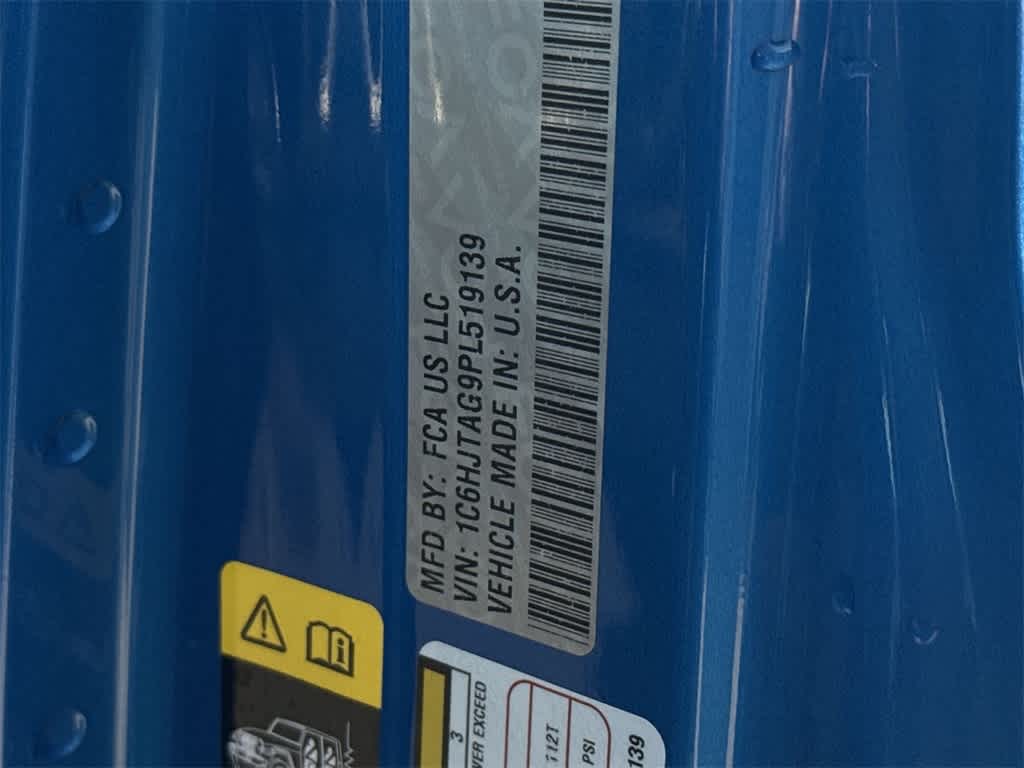 MFD BY: FCA US LLC
VIN: 1C6HJTAG9PL519139
VEHICLE MADE IN: U.S.A.
3
VER EXCEED
112T
PSI
139